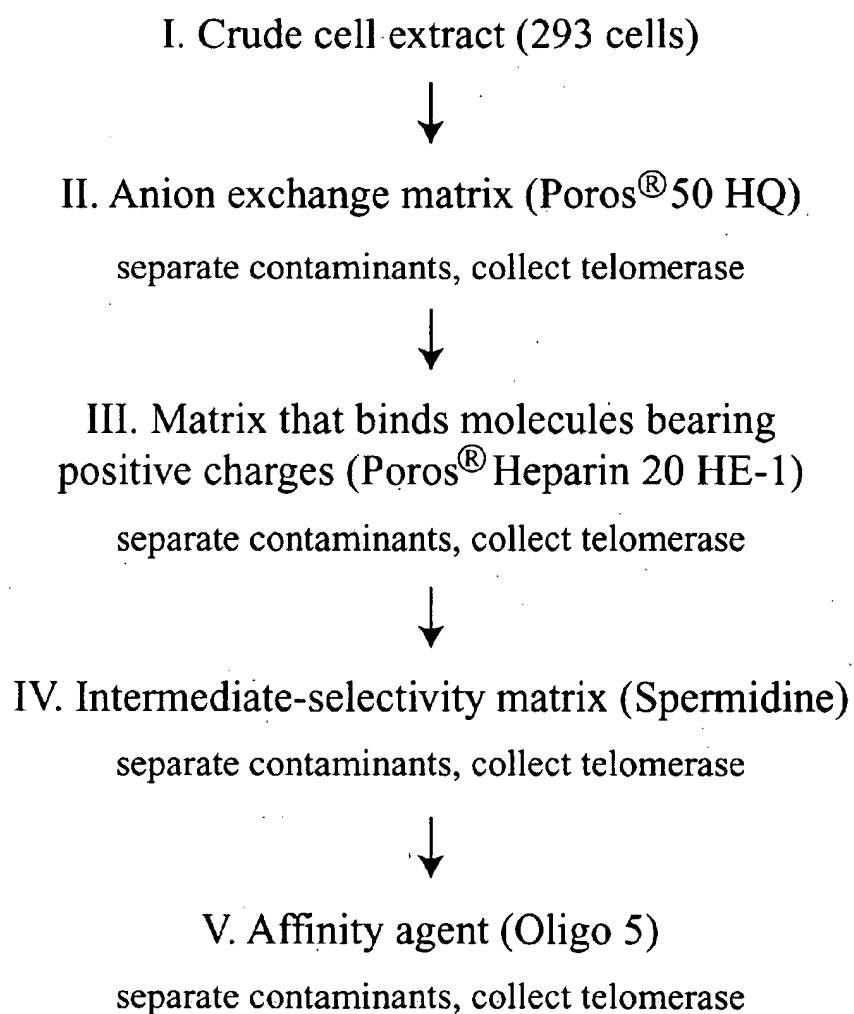 I. Crude cell extract (293 cells)
II. Anion exchange matrix (Poros® 50 HQ)
separate contaminants, collect telomerase
III. Matrix that binds molecules bearing
positive charges (Poros® Heparin 20 HE-1)
separate contaminants, collect telomerase
IV. Intermediate-selectivity matrix (Spermidine)
separate contaminants, collect telomerase
V. Affinity agent (Oligo 5)
separate contaminants, collect telomerase